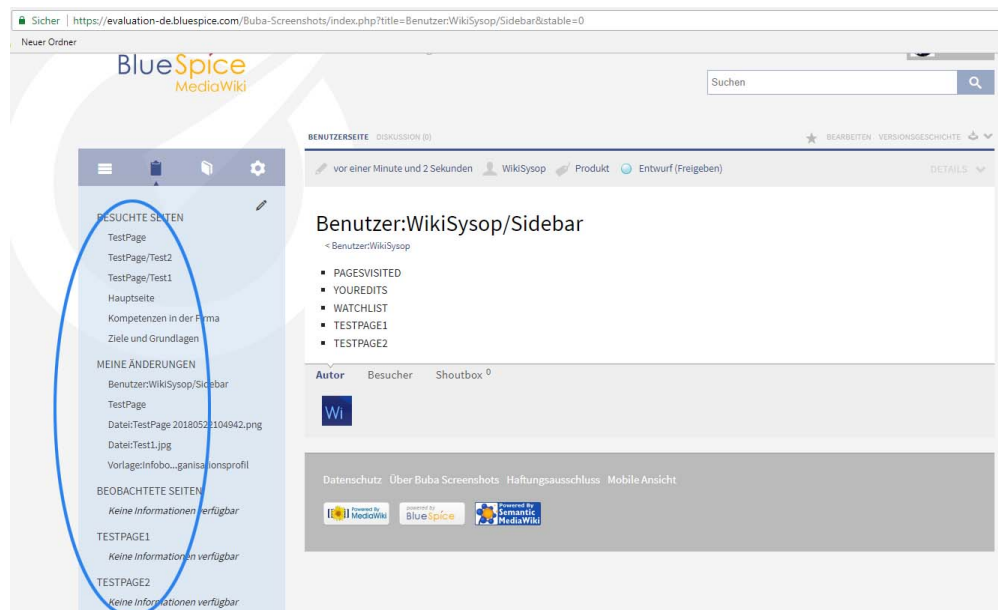 Sicher | https://evaluation-de.bluespice.com/Buba-Screenshots/index.php?title=Benutzer:WikiSysop/Sidebar&stable=0
Neuer Ordner
BlueSpice
MediaWiki
Suchen
BENUTZERSEITE DISKUSSION (0) BEARBEITEN VERSIONSGESCHICHTE
vor einer Minute und 2 Sekunden WikiSysop Produkt Entwurf (Freigeben) DETAILS
BESUCHTE SEITEN
TestPage
TestPage/Test2
TestPage/Test1
Hauptseite
Kompetenzen in der Firma
Ziele und Grundlagen
MEINE ÄNDERUNGEN
Benutzer:WikiSysop/Sidebar
TestPage
Datei:TestPage 20180522104942.png
Datei:Test1.jpg
Vorlage:Infobo...ganisationsprofil
BEOBACHTETE SEITEN
Keine Informationen verfügbar
TESTPAGE1
Keine Informationen verfügbar
TESTPAGE2
Keine Informationen verfügbar
Benutzer:WikiSysop/Sidebar
< Benutzer:WikiSysop
PAGESVISITED
YOUREDITS
WATCHLIST
TESTPAGE1
TESTPAGE2
Autor Besucher Shoutbox 0
Wi
Datenschutz Über Buba Screenshots Haftungsausschluss Mobile Ansicht
Powered By
MediaWiki
powered by
BlueSpice
Powered By
Semantic
MediaWiki